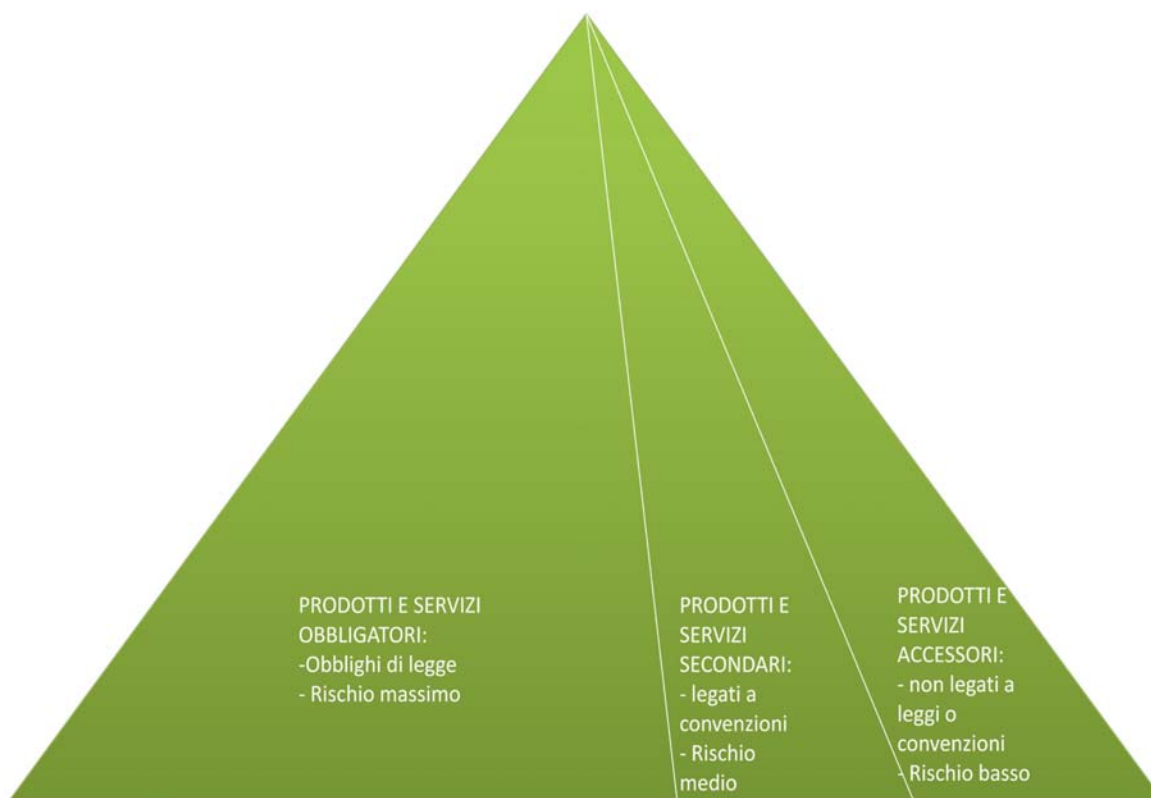 PRODOTTI E SERVIZI
OBBLIGATORI:
-Obblighi di legge
- Rischio massimo
PRODOTTI E
SERVIZI
SECONDARI:
- legati a
convenzioni
- Rischio
medio
PRODOTTI E
SERVIZI
ACCESSORI:
- non legati a
leggi o
convenzioni
- Rischio basso